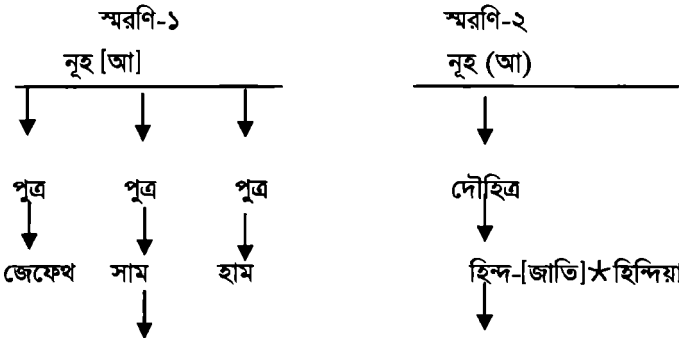 স্মরণি-১ স্মরণি-২
নূহ [আ] নূহ (আ)
পুত্র পুত্র পুত্র দৌহিত্র
জেফেথ সাম হাম হিন্দ-[জাতি]★হিন্দিয়া